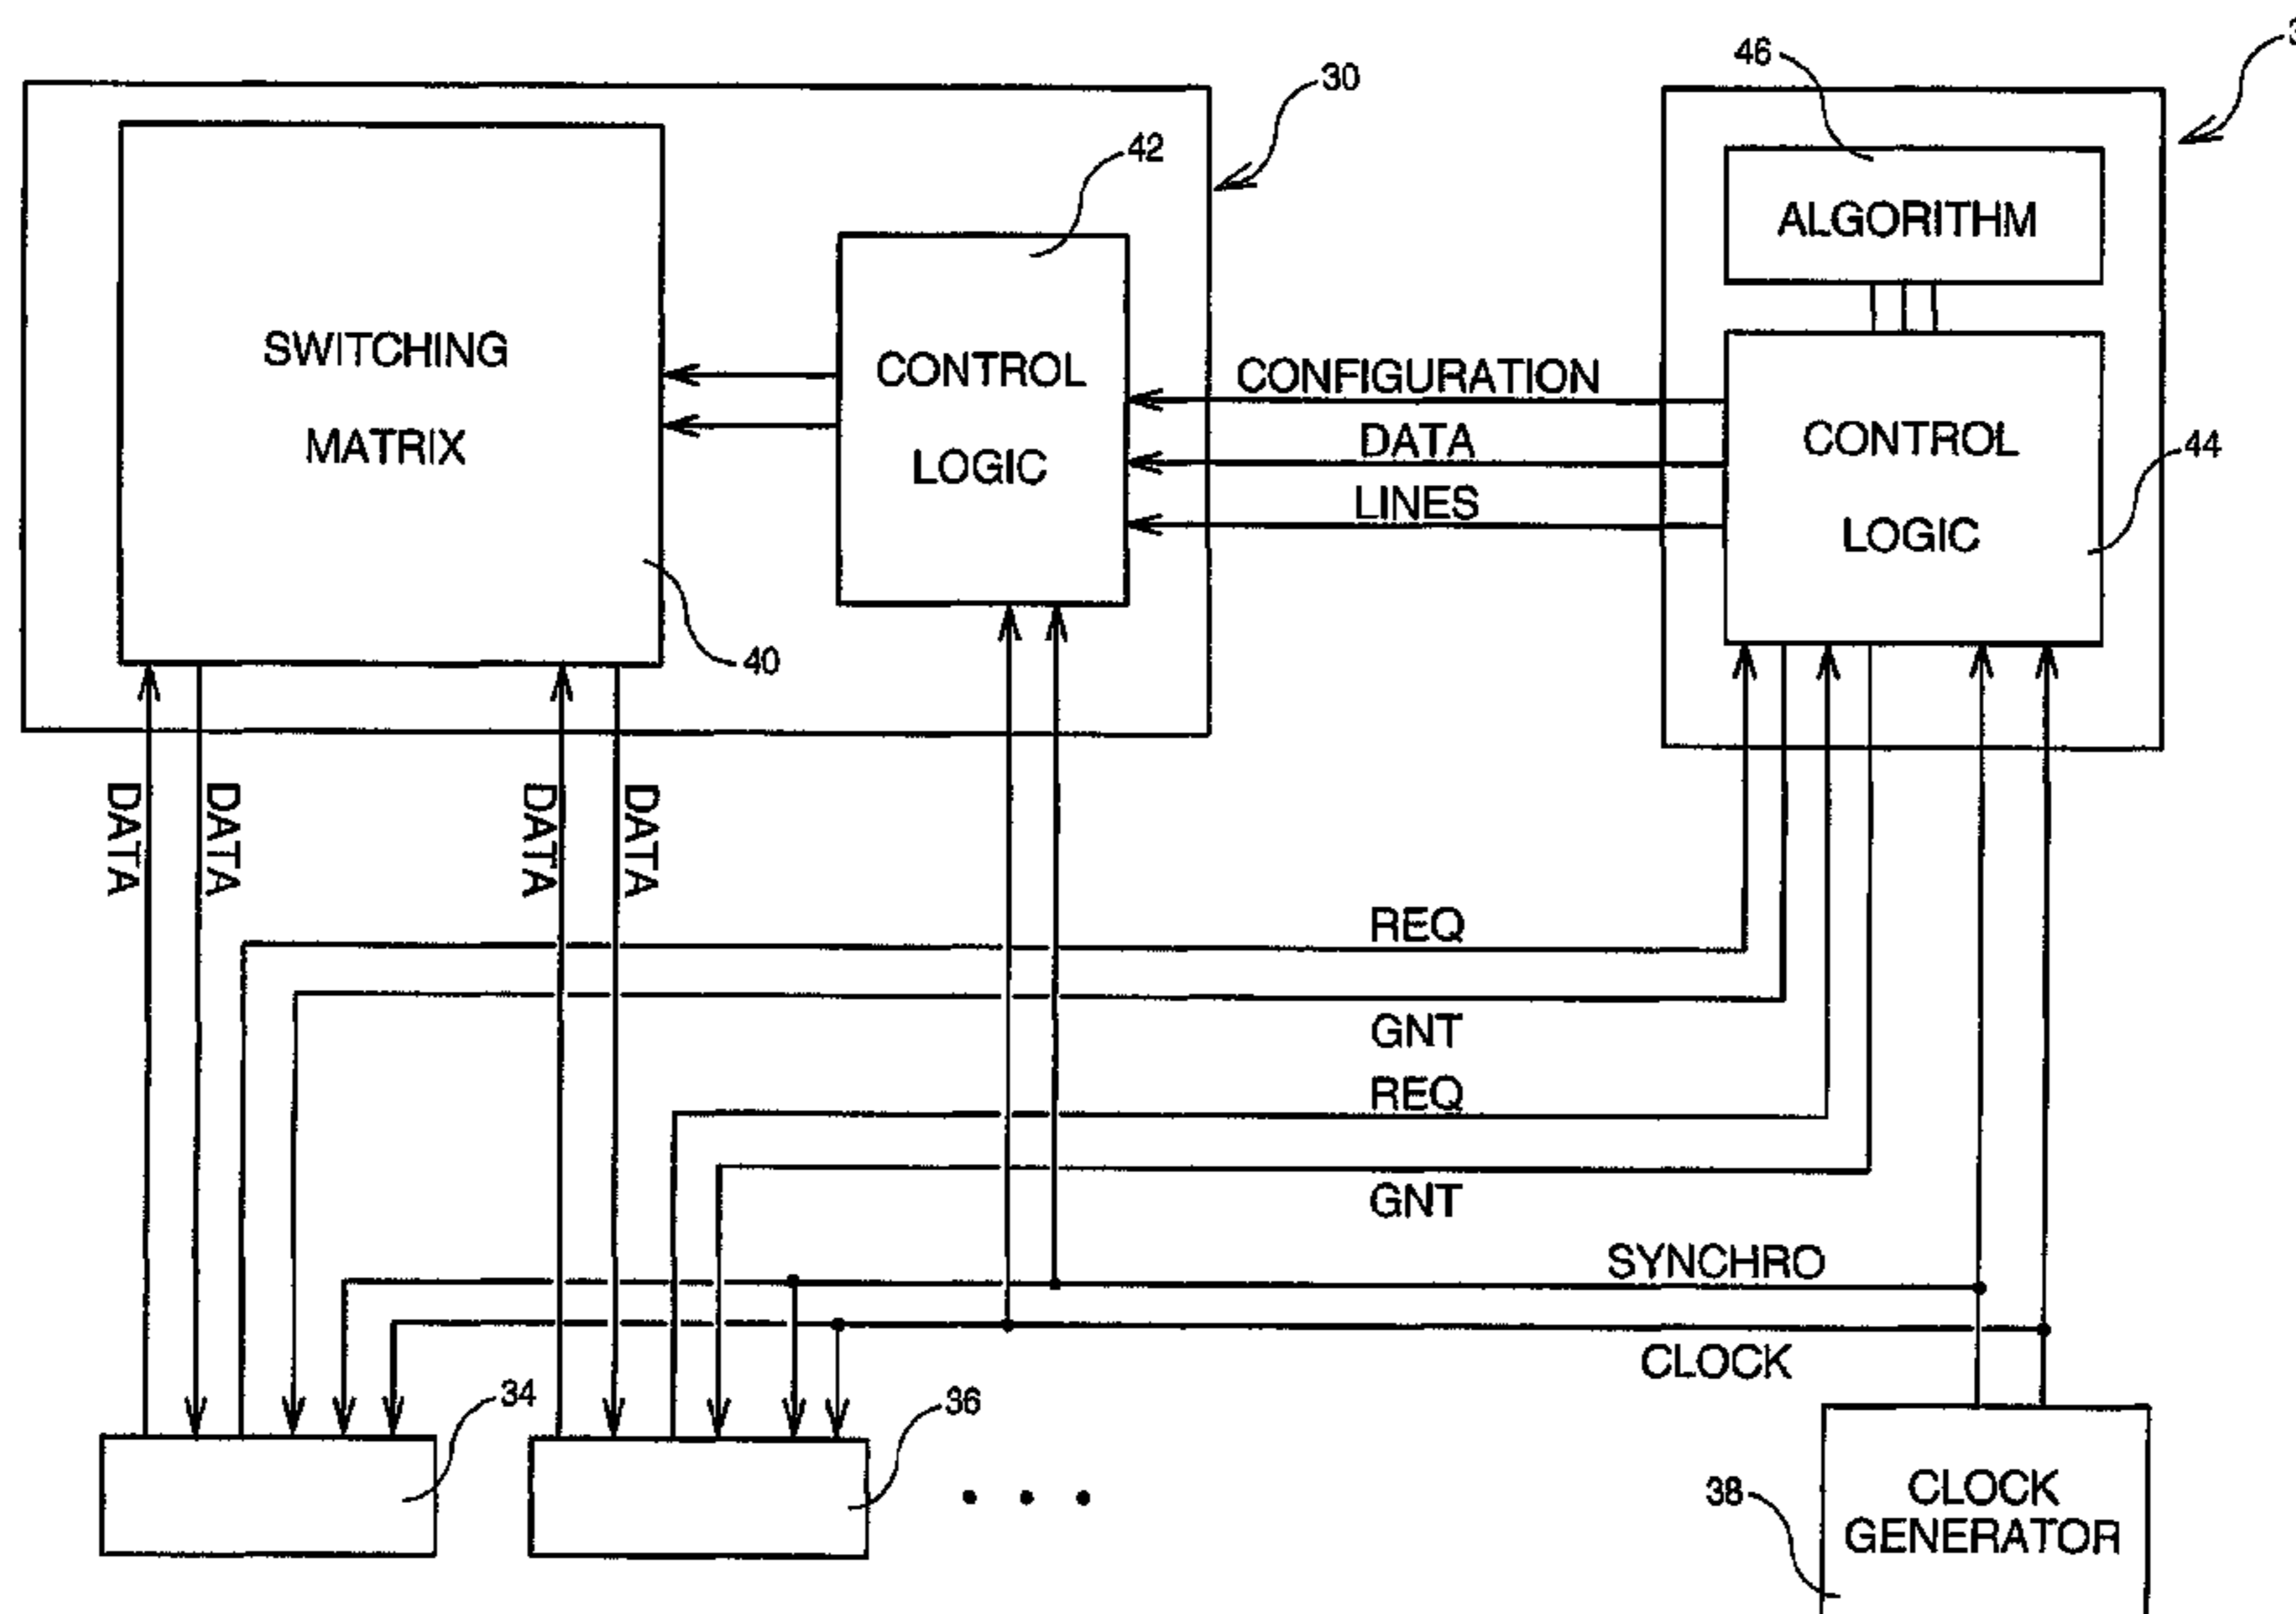 46
30
42
ALGORITHM
SWITCHING
MATRIX
CONTROL
LOGIC
CONFIGURATION
DATA
LINES
CONTROL
LOGIC
44
40
DATA
DATA
DATA
DATA
REQ
GNT
REQ
GNT
SYNCHRO
CLOCK
34
36
38
CLOCK
GENERATOR